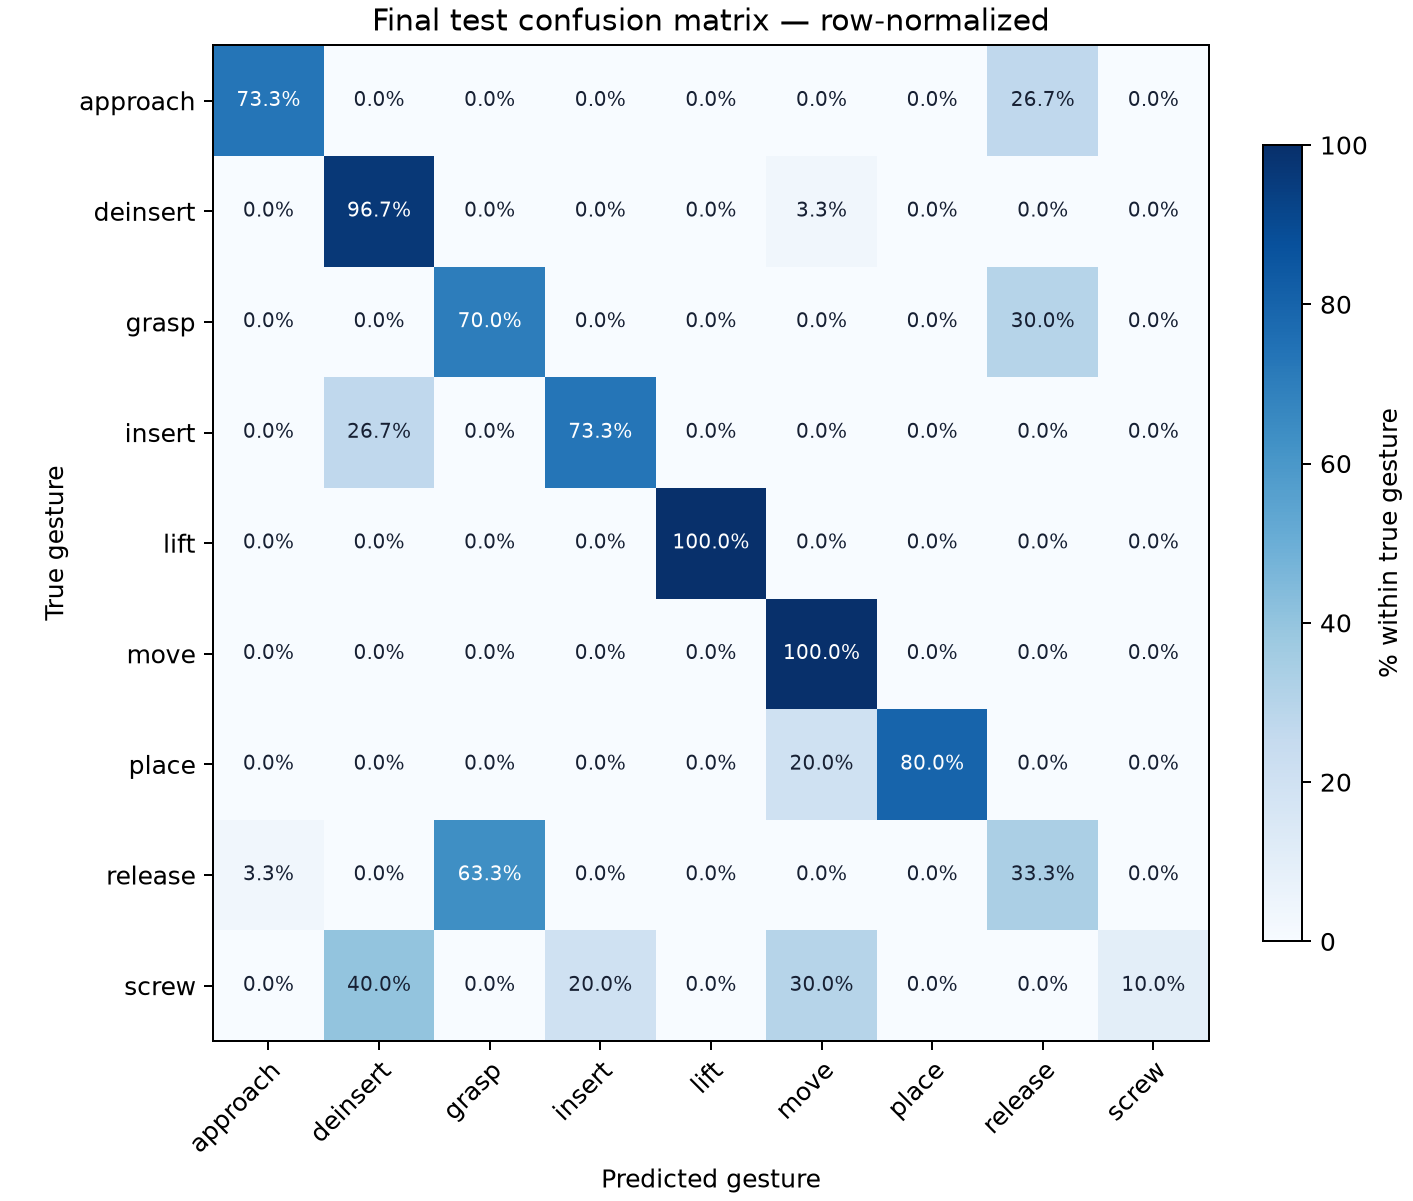 Final test confusion matrix — row-normalized
approach 73.3% 0.0% 0.0% 0.0% 0.0% 0.0% 0.0% 26.7% 0.0%
deinsert 0.0% 96.7% 0.0% 0.0% 0.0% 3.3% 0.0% 0.0% 0.0%
grasp 0.0% 0.0% 70.0% 0.0% 0.0% 0.0% 0.0% 30.0% 0.0%
insert 0.0% 26.7% 0.0% 73.3% 0.0% 0.0% 0.0% 0.0% 0.0%
lift 0.0% 0.0% 0.0% 0.0% 100.0% 0.0% 0.0% 0.0% 0.0%
move 0.0% 0.0% 0.0% 0.0% 0.0% 100.0% 0.0% 0.0% 0.0%
place 0.0% 0.0% 0.0% 0.0% 0.0% 20.0% 80.0% 0.0% 0.0%
release 3.3% 0.0% 63.3% 0.0% 0.0% 0.0% 0.0% 33.3% 0.0%
screw 0.0% 40.0% 0.0% 20.0% 0.0% 30.0% 0.0% 0.0% 10.0%
approach deinsert grasp insert lift move place release screw
Predicted gesture
True gesture
100
80
60
40
20
0
% within true gesture